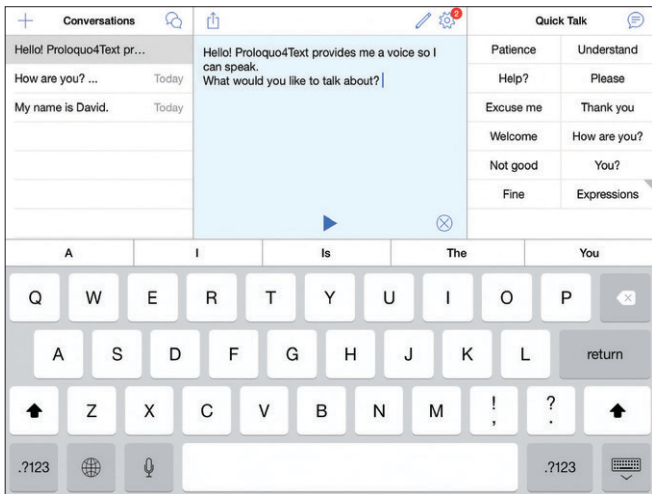 Conversations
2
Quick Talk
Hello! Proloquo4Text pr...
How are you? ...
Today
My name is David.
Today
Hello! Proloquo4Text provides me a voice so I
can speak.
What would you like to talk about?
Patience
Understand
Help?
Please
Excuse me
Thank you
Welcome
How are you?
Not good
You?
Fine
Expressions
A I Is The You
Q W E R T Y U I O P
A S D F G H J K L return
Z X C V B N M ! , ? .
.?123 .?123